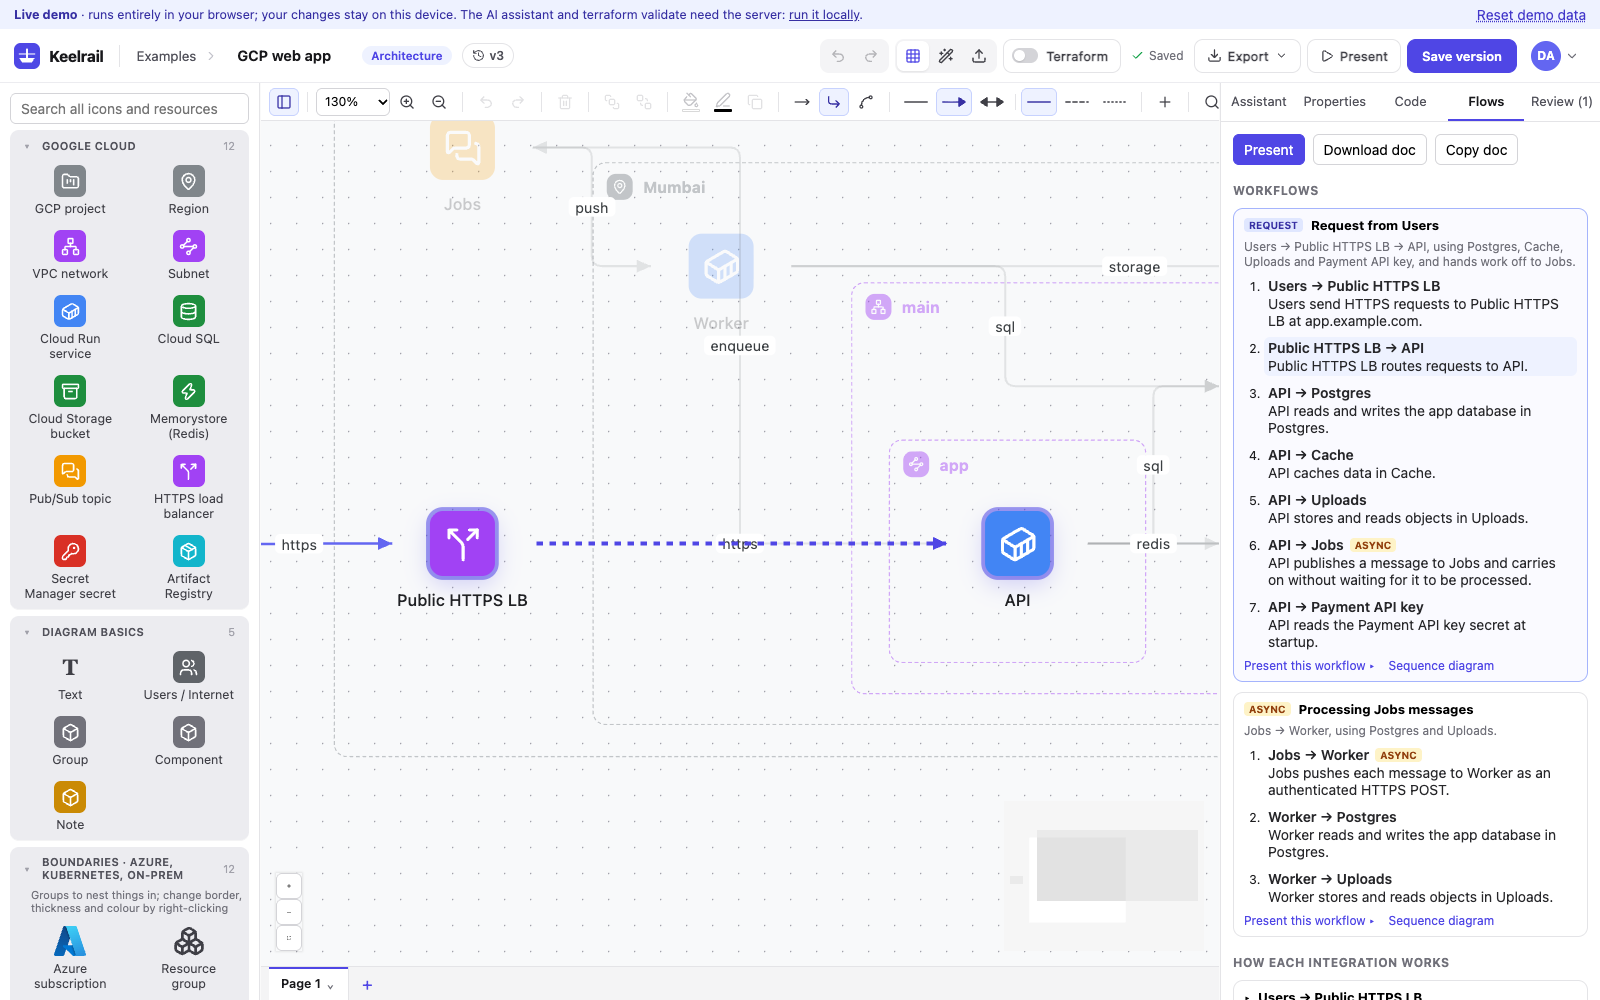 Live demo · runs entirely in your browser; your changes stay on this device. The AI assistant and terraform validate need the server: run it locally.
Reset demo data
Keelrail
Examples
GCP web app
Architecture
v3
Terraform
Saved
Export
Present
Save version
DA
Search all icons and resources
130%
Assistant
Properties
Code
Flows
Review (1)
GOOGLE CLOUD
12
GCP project
Region
VPC network
Subnet
Cloud Run
service
Cloud SQL
Cloud Storage
bucket
Memorystore
(Redis)
Pub/Sub topic
HTTPS load
balancer
Secret
Manager secret
Artifact
Registry
DIAGRAM BASICS
5
T
Text
Users / Internet
Group
Component
Note
BOUNDARIES · AZURE,
KUBERNETES, ON-PREM
12
Groups to nest things in; change border,
thickness and colour by right-clicking
Azure
subscription
Resource
group
Jobs
push
Mumbai
Worker
enqueue
storage
main
sql
app
sql
https
https
redis
Public HTTPS LB
API
Page 1
+
Present
Download doc
Copy doc
WORKFLOWS
REQUEST Request from Users
Users → Public HTTPS LB → API, using Postgres, Cache,
Uploads and Payment API key, and hands work off to Jobs.
1. Users → Public HTTPS LB
Users send HTTPS requests to Public HTTPS
LB at app.example.com.
2. Public HTTPS LB → API
Public HTTPS LB routes requests to API.
3. API → Postgres
API reads and writes the app database in
Postgres.
4. API → Cache
API caches data in Cache.
5. API → Uploads
API stores and reads objects in Uploads.
6. API → Jobs ASYNC
API publishes a message to Jobs and carries
on without waiting for it to be processed.
7. API → Payment API key
API reads the Payment API key secret at
startup.
Present this workflow ▸ Sequence diagram
ASYNC Processing Jobs messages
Jobs → Worker, using Postgres and Uploads.
1. Jobs → Worker ASYNC
Jobs pushes each message to Worker as an
authenticated HTTPS POST.
2. Worker → Postgres
Worker reads and writes the app database in
Postgres.
3. Worker → Uploads
Worker stores and reads objects in Uploads.
Present this workflow ▸ Sequence diagram
HOW EACH INTEGRATION WORKS
▸ Users → Public HTTPS LB